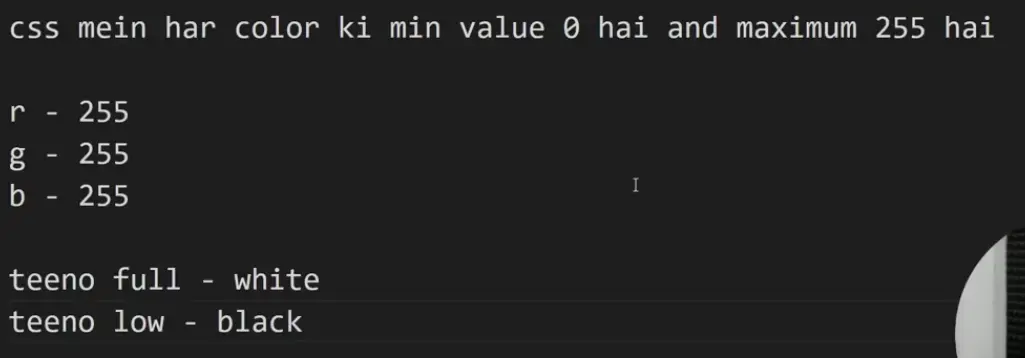 css mein har color ki min value 0 hai and maximum 255 hai
r - 255
g - 255
b - 255
teeno full - white
teeno low - black